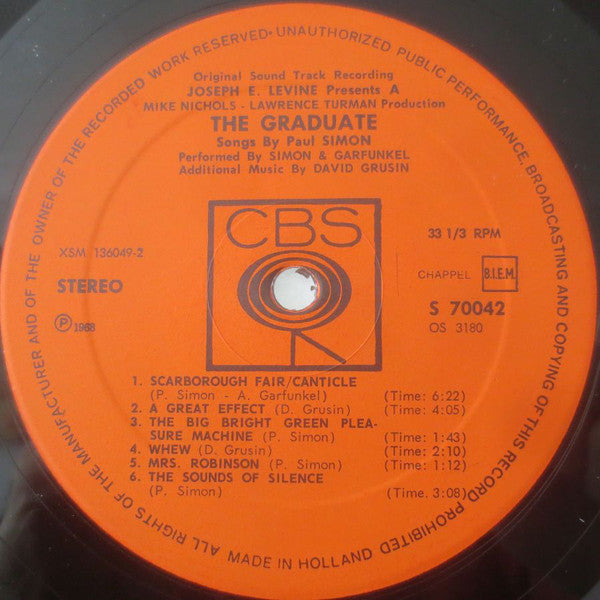 ALL RIGHTS OF THE MANUFACTURER AND OF THE OWNER OF THE RECORDED WORK RESERVED·UNAUTHORIZED PUBLIC PERFORMANCE, BROADCASTING AND COPYING OF THIS RECORD PROHIBITED
Original Sound Track Recording
JOSEPH E. LEVINE Presents A
MIKE NICHOLS - LAWRENCE TURMAN Production
THE GRADUATE
Songs By Paul SIMON
Performed By SIMON & GARFUNKEL
Additional Music By DAVID GRUSIN
CBS
33 1/3 RPM
XSM 136049-2
CHAPPEL B.I.E.M.
STEREO
S 70042
OS 3180
℗ 1968
1. SCARBOROUGH FAIR/CANTICLE
(P. Simon - A. Garfunkel) (Time: 6:22)
2. A GREAT EFFECT (D. Grusin) (Time: 4:05)
3. THE BIG BRIGHT GREEN PLEA-
SURE MACHINE (P. Simon) (Time: 1:43)
4. WHEW (D. Grusin) (Time: 2:10)
5. MRS. ROBINSON (P. Simon) (Time: 1:12)
6. THE SOUNDS OF SILENCE
(P. Simon) (Time. 3:08)
MADE IN HOLLAND